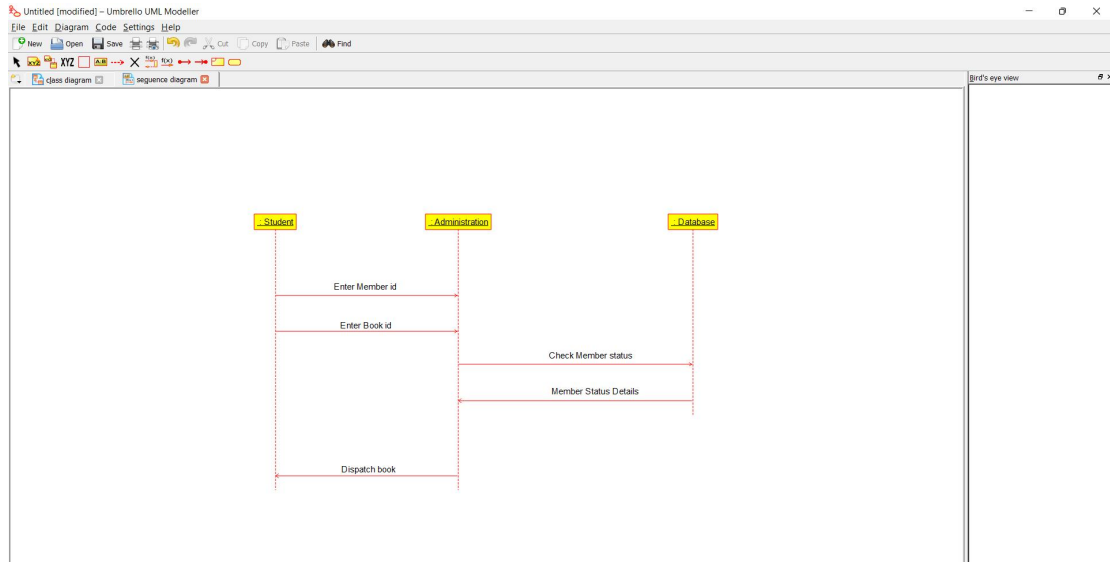 Untitled [modified] – Umbrello UML Modeller
File Edit Diagram Code Settings Help
New Open Save Cut Copy Paste Find
XYZ A.B f(x) f(x)
class diagram sequence diagram
Bird's eye view
: Student : Administration : Database
Enter Member id
Enter Book id
Check Member status
Member Status Details
Dispatch book